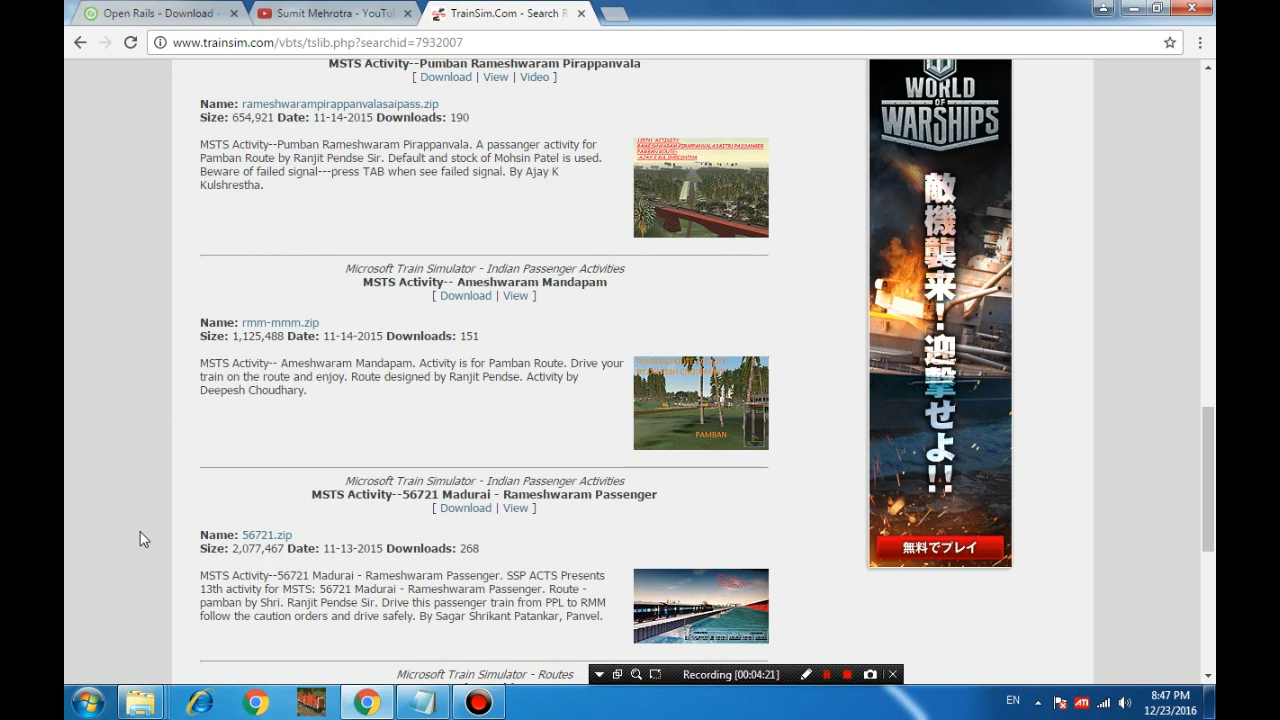 Open Rails - Download -
Sumit Mehrotra - YouTu
TrainSim.Com - Search R
www.trainsim.com/vbts/tslib.php?searchid=7932007
MSTS Activity--Pumban Rameshwaram Pirappanvala
[ Download | View | Video ]
Name: rameshwarampirappanvalasaipass.zip
Size: 654,921 Date: 11-14-2015 Downloads: 190
MSTS Activity--Pumban Rameshwaram Pirappanvala. A passenger activity for
Pamban Route by Ranjit Pendse Sir. Default and stock of Mohsin Patel is used.
Beware of failed signal---press TAB when see failed signal. By Ajay K
Kulshrestha.
Microsoft Train Simulator - Indian Passenger Activities
MSTS Activity-- Ameshwaram Mandapam
[ Download | View ]
Name: rmm-mmm.zip
Size: 1,125,488 Date: 11-14-2015 Downloads: 151
MSTS Activity-- Ameshwaram Mandapam. Activity is for Pamban Route. Drive your
train on the route and enjoy. Route designed by Ranjit Pendse. Activity by
Deepesh Choudhary.
PAMBAN
Microsoft Train Simulator - Indian Passenger Activities
MSTS Activity--56721 Madurai - Rameshwaram Passenger
[ Download | View ]
Name: 56721.zip
Size: 2,077,467 Date: 11-13-2015 Downloads: 268
MSTS Activity--56721 Madurai - Rameshwaram Passenger. SSP ACTS Presents
13th activity for MSTS: 56721 Madurai - Rameshwaram Passenger. Route -
pamban by Shri. Ranjit Pendse Sir. Drive this passenger train from PPL to RMM
follow the caution orders and drive safely. By Sagar Shrikant Patankar, Panvel.
Microsoft Train Simulator - Routes
WORLD
OF
WARSHIPS
敵機襲来!迎撃せよ!!
無料でプレイ
Recording [00:04:21]
EN
ATI
8:47 PM
12/23/2016